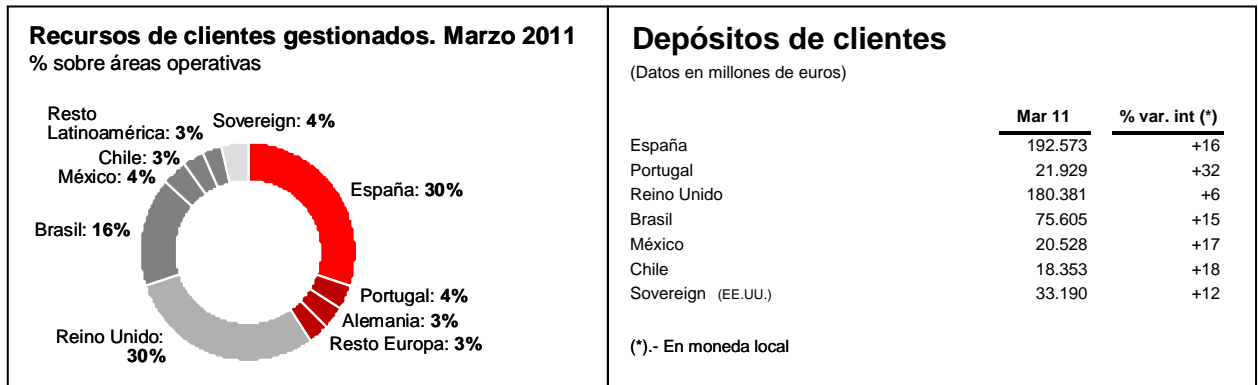 Recursos de clientes gestionados. Marzo 2011
% sobre áreas operativas
Resto
Latinoamérica: 3%
Sovereign: 4%
Chile: 3%
México: 4%
España: 30%
Brasil: 16%
Portugal: 4%
Alemania: 3%
Resto Europa: 3%
Reino Unido:
30%
Depósitos de clientes
(Datos en millones de euros)
Mar 11 % var. int (*)
España 192.573 +16
Portugal 21.929 +32
Reino Unido 180.381 +6
Brasil 75.605 +15
México 20.528 +17
Chile 18.353 +18
Sovereign (EE.UU.) 33.190 +12
(*).- En moneda local